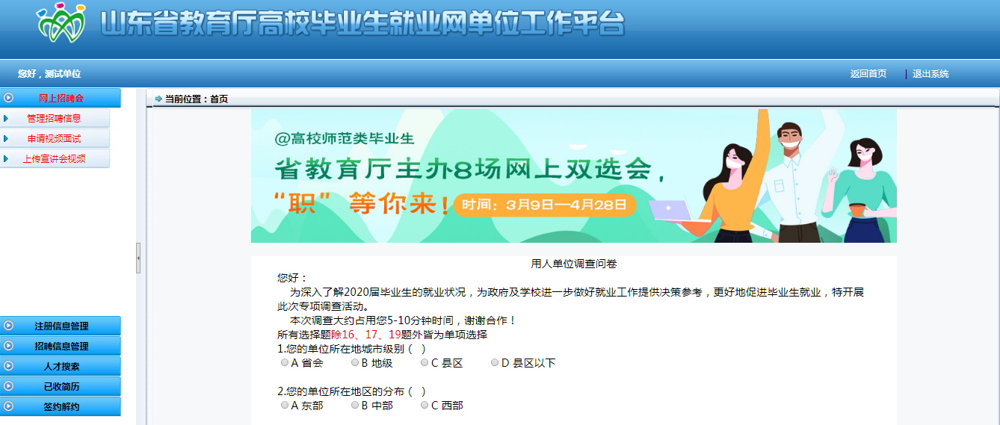 山东省教育厅高校毕业生就业网单位工作平台
您好，测试单位
返回首页 | 退出系统
网上招聘会
管理招聘信息
申请视频面试
上传宣讲会视频
注册信息管理
招聘信息管理
人才搜索
已收简历
签约解约
当前位置：首页
@高校师范类毕业生
省教育厅主办8场网上双选会，
“职”等你来！
时间：3月9日—4月28日
用人单位调查问卷
您好：
为深入了解2020届毕业生的就业状况，为政府及学校进一步做好就业工作提供决策参考，更好地促进毕业生就业，特开展
此次专项调查活动。
本次调查大约占用您5-10分钟时间，谢谢合作！
所有选择题除16、17、19题外皆为单项选择
1.您的单位所在地城市级别（ ）
A 省会 B 地级 C 县区 D 县区以下
2.您的单位所在地区的分布（ ）
A 东部 B 中部 C 西部